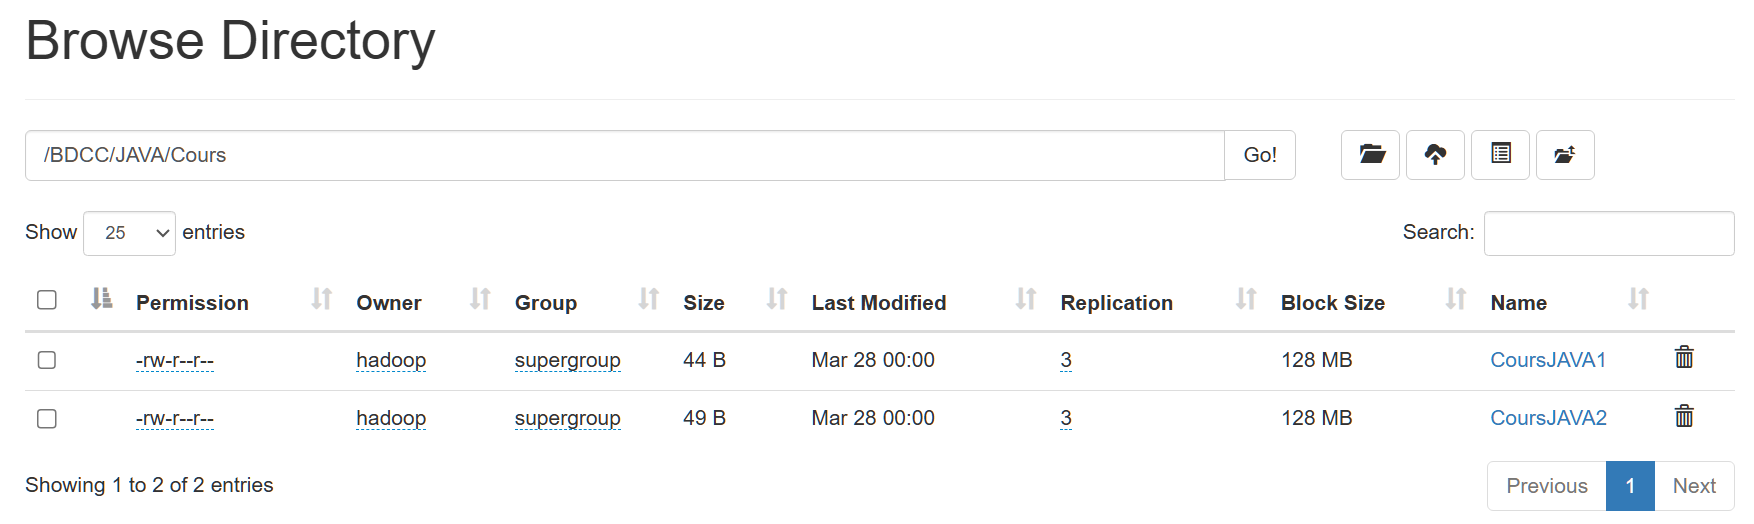 Browse Directory
/BDCC/JAVA/Cours Go!
Show 25 entries Search:
Permission Owner Group Size Last Modified Replication Block Size Name
-rw-r--r-- hadoop supergroup 44 B Mar 28 00:00 3 128 MB CoursJAVA1
-rw-r--r-- hadoop supergroup 49 B Mar 28 00:00 3 128 MB CoursJAVA2
Showing 1 to 2 of 2 entries Previous 1 Next